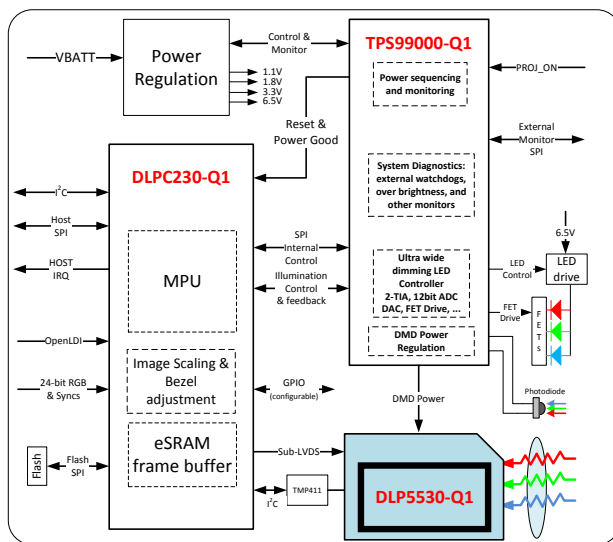 VBATT
Power
Regulation
Control &
Monitor
1.1V
1.8V
3.3V
6.5V
TPS99000-Q1
Power sequencing
and monitoring
PROJ_ON
Reset &
Power Good
External
Monitor
SPI
System Diagnostics:
external watchdogs,
over brightness, and
other monitors
DLPC230-Q1
I²C
Host
SPI
HOST
IRQ
MPU
SPI
Internal
Control
Illumination
Control
& feedback
Ultra wide
dimming LED
Controller
2-TIA, 12bit ADC
DAC, FET Drive, ...
6.5V
LED
Control
LED
drive
FET
Drive
F
E
T
s
DMD Power
Regulation
OpenLDI
24-bit RGB
& Syncs
Image Scaling &
Bezel
adjustment
GPIO
(configurable)
DMD Power
Photodiode
Flash
Flash
SPI
eSRAM
frame buffer
Sub-LVDS
I²C
TMP411
DLP5530-Q1